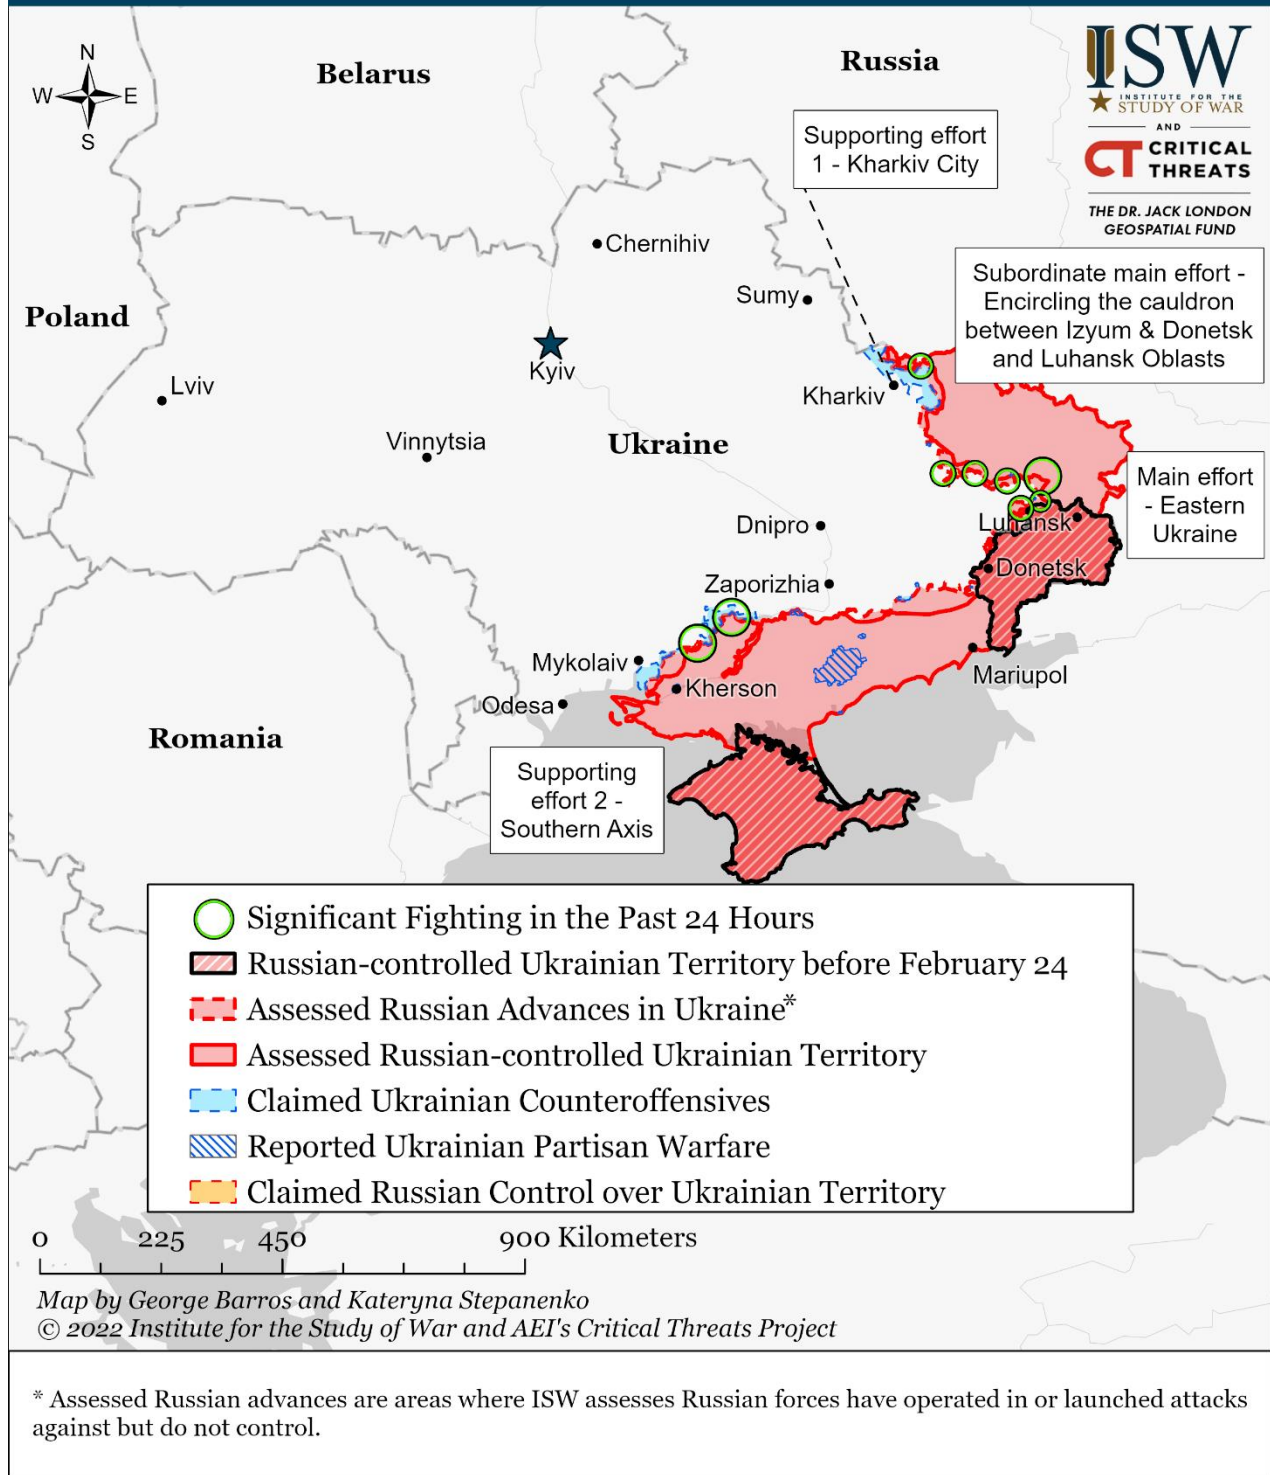 N
W
E
S
Belarus
Russia
ISW
INSTITUTE FOR THE
STUDY OF WAR
AND
CT CRITICAL
THREATS
THE DR. JACK LONDON
GEOSPATIAL FUND
Supporting effort
1 - Kharkiv City
Chernihiv
Sumy
Subordinate main effort -
Encircling the cauldron
between Izyum & Donetsk
and Luhansk Oblasts
Poland
Kyiv
Lviv
Kharkiv
Vinnytsia
Ukraine
Main effort
- Eastern
Ukraine
Dnipro
Luhansk
Donetsk
Zaporizhia
Mykolaiv
Mariupol
Kherson
Odesa
Romania
Supporting
effort 2 -
Southern Axis
Significant Fighting in the Past 24 Hours
Russian-controlled Ukrainian Territory before February 24
Assessed Russian Advances in Ukraine*
Assessed Russian-controlled Ukrainian Territory
Claimed Ukrainian Counteroffensives
Reported Ukrainian Partisan Warfare
Claimed Russian Control over Ukrainian Territory
0 225 450 900 Kilometers
Map by George Barros and Kateryna Stepanenko
© 2022 Institute for the Study of War and AEI's Critical Threats Project
* Assessed Russian advances are areas where ISW assesses Russian forces have operated in or launched attacks
against but do not control.